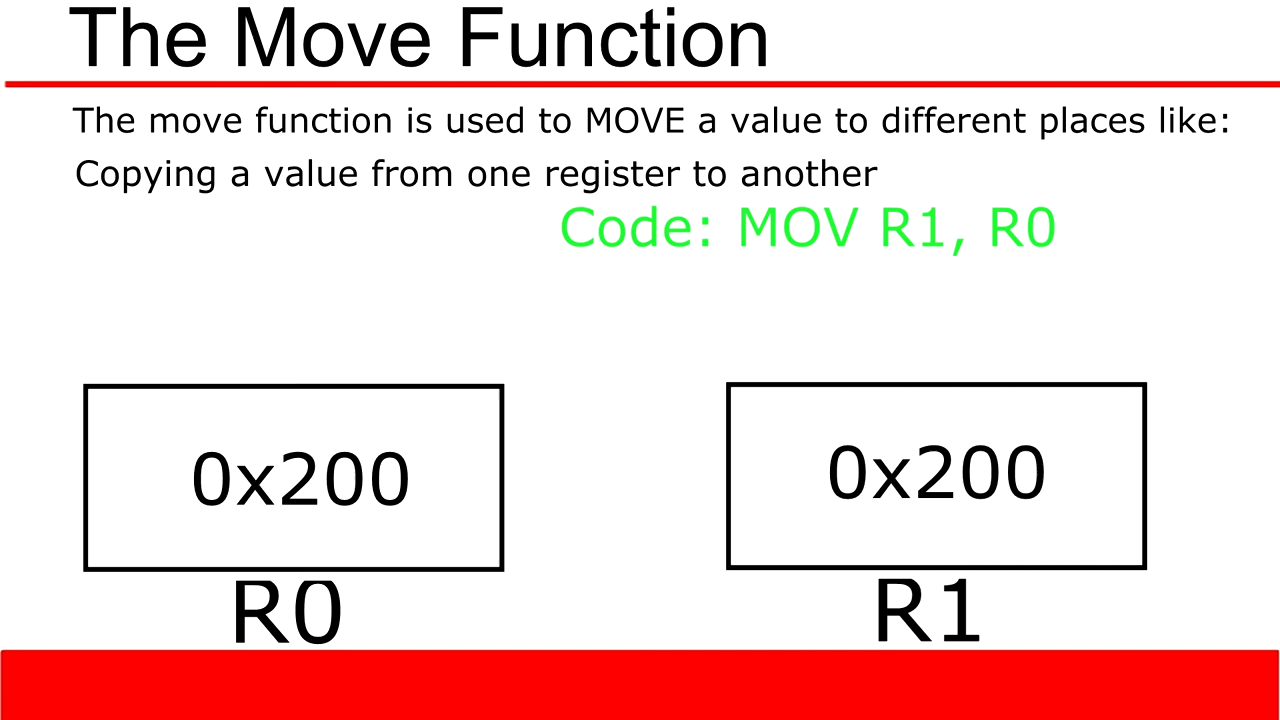 The Move Function
The move function is used to MOVE a value to different places like:
Copying a value from one register to another
Code: MOV R1, R0
0x200
0x200
R0
R1